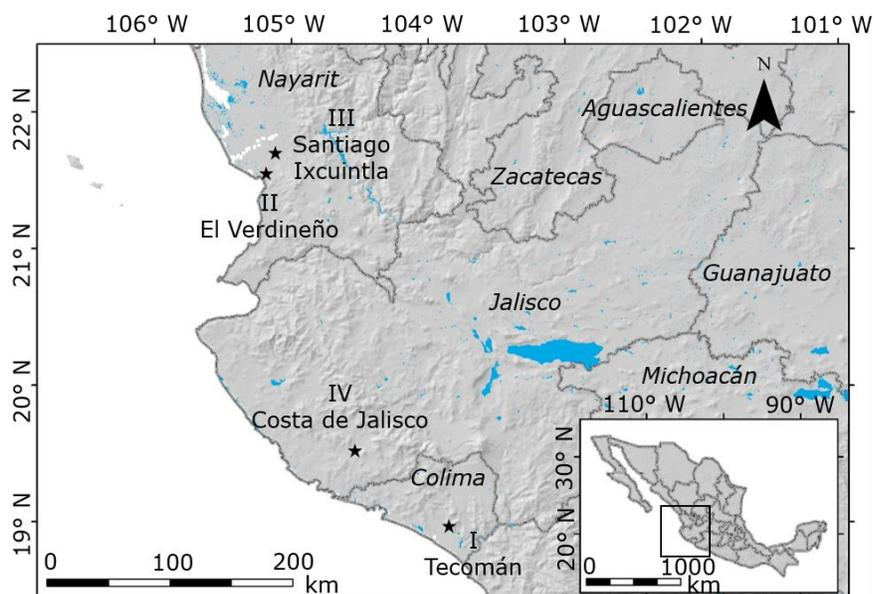 106° W 105° W 104° W 103° W 102° W 101° W
N
22° N
21° N
20° N
19° N
Nayarit
Aguascalientes
III
Santiago
Ixcuintla
Zacatecas
II
El Verdineño
Guanajuato
Jalisco
Michoacán
IV
Costa de Jalisco
Colima
I
Tecomán
0 100 200
km
110° W 90° W
30° N
20° N
0 1000
km